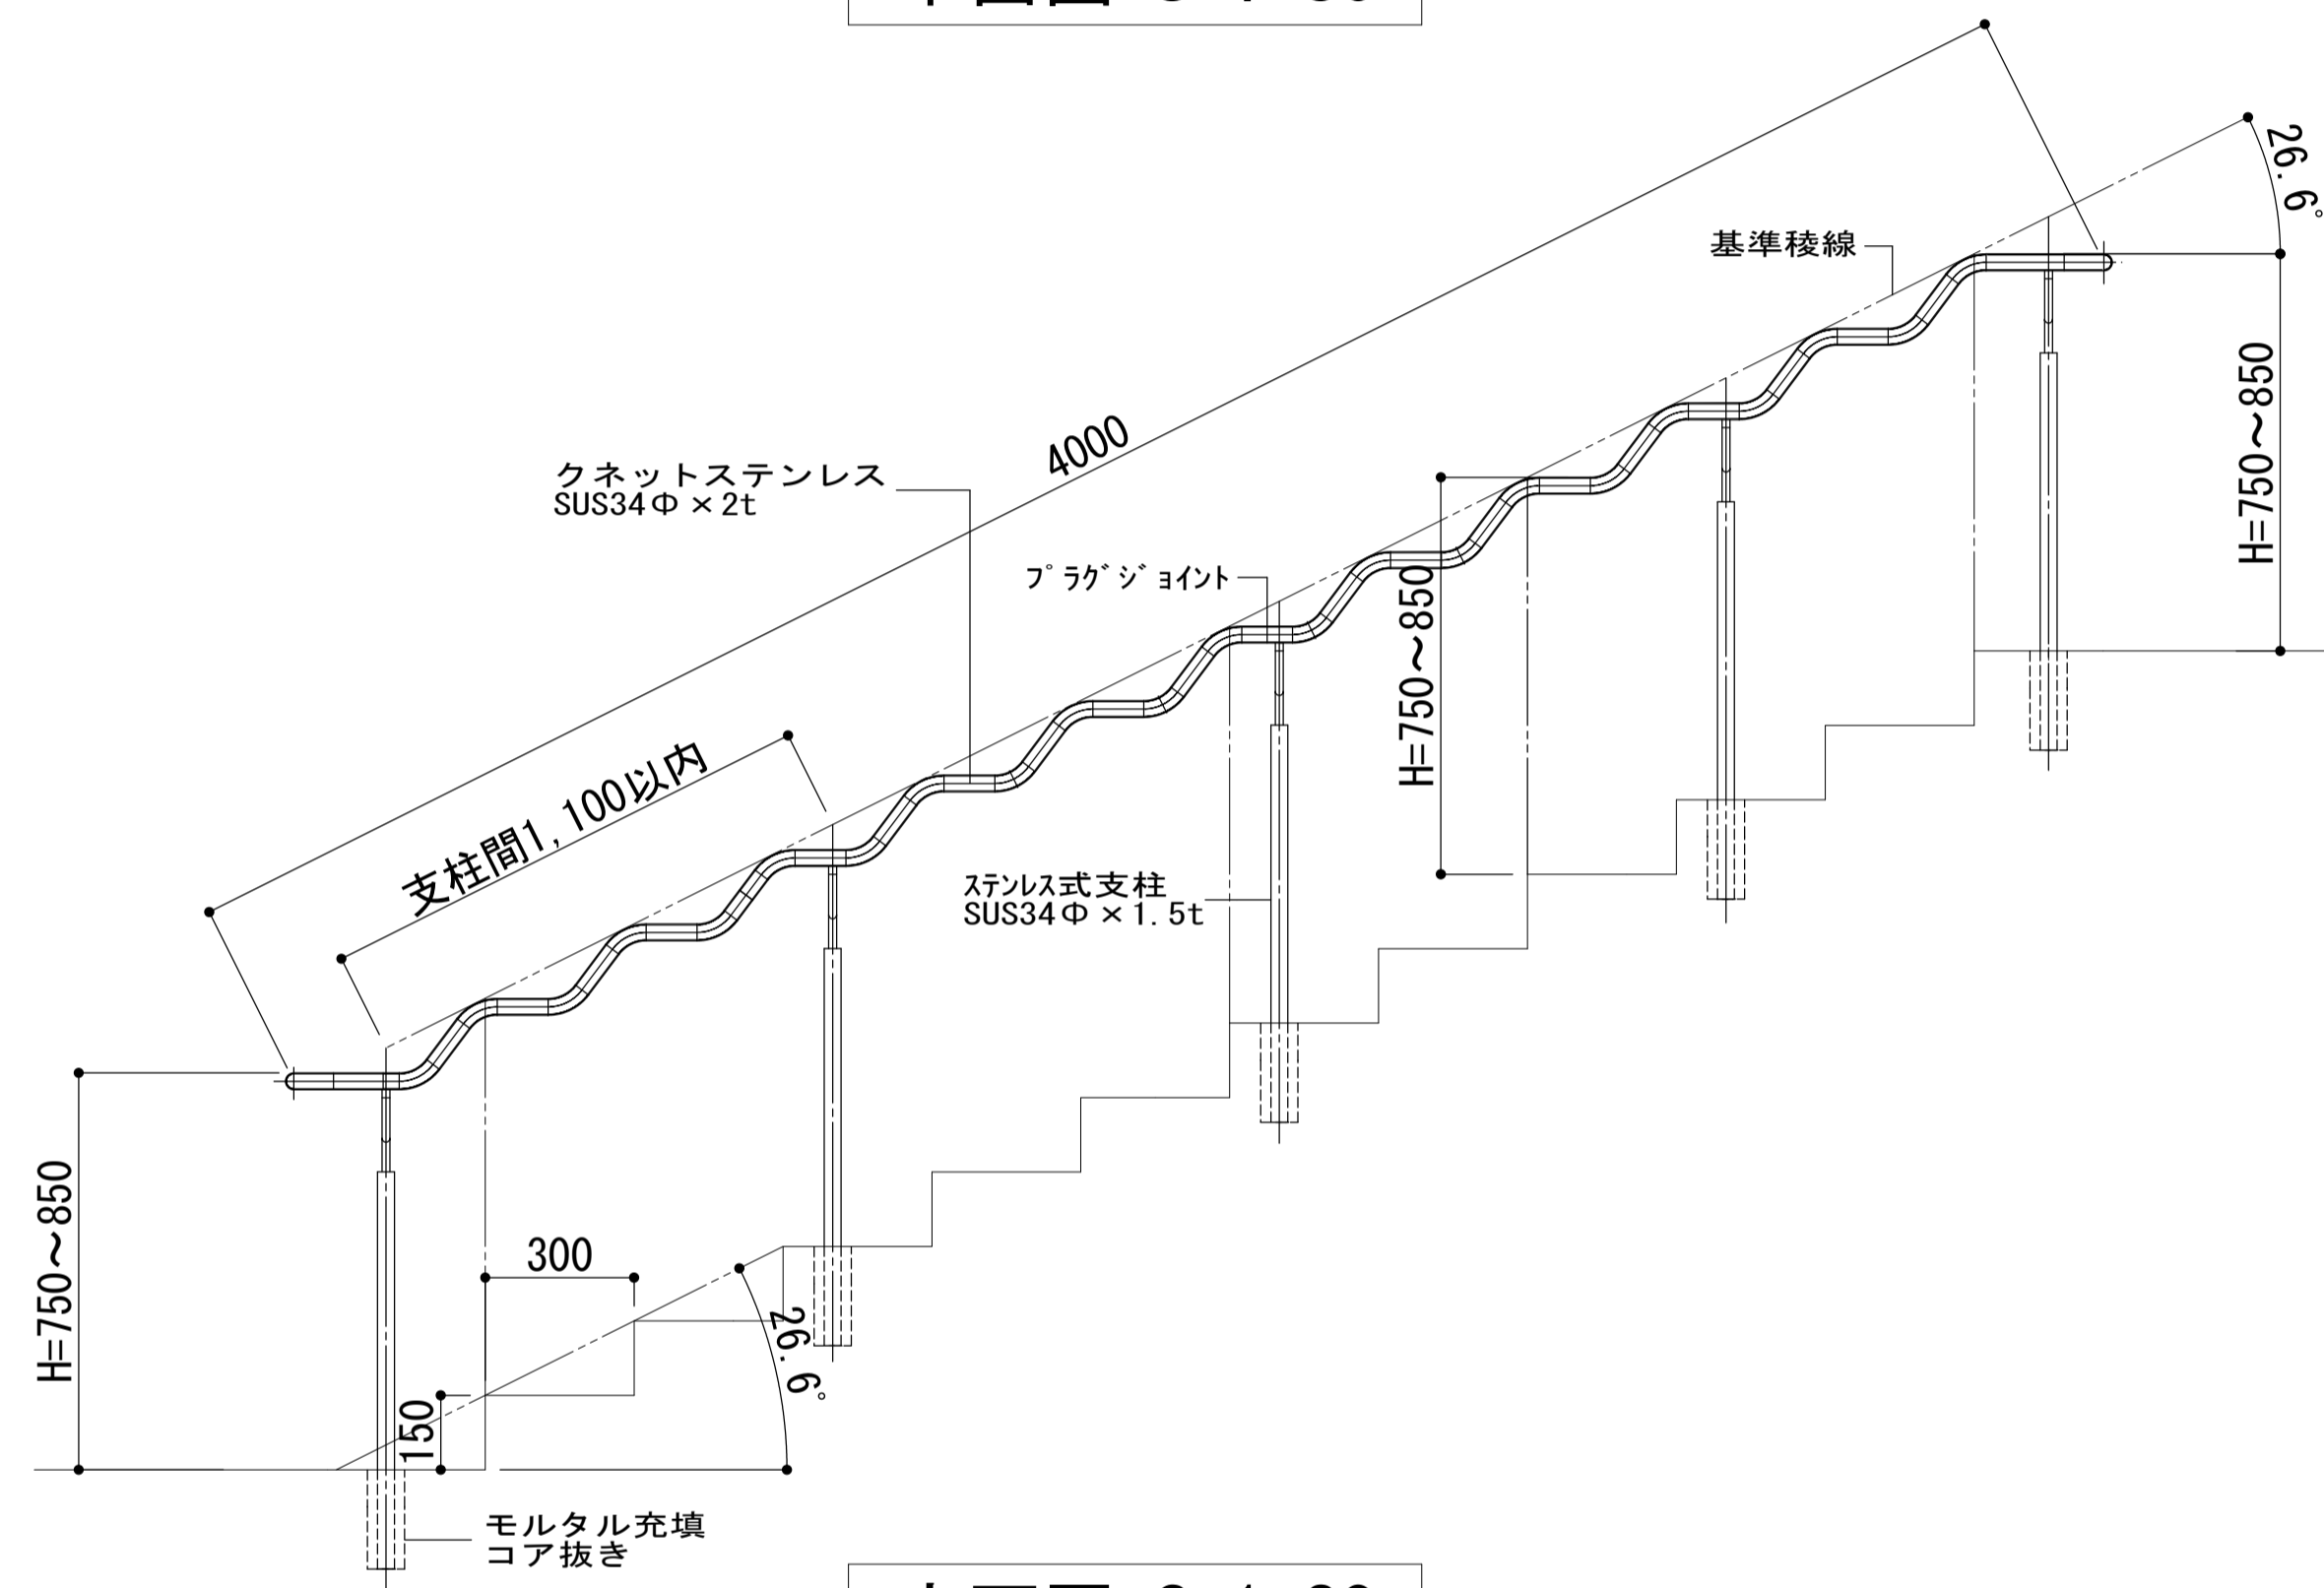 26.6°
基準稜線
H=750～850
4000
クネットステンレス
SUS34Φ×2t
ﾌﾟﾗｸﾞｼﾞｮｲﾝﾄ
H=750～850
支柱間1,100以内
ｽﾃﾝﾚｽ式支柱
SUS34Φ×1.5t
H=750～850
300
26.6°
150
モルタル充填
コア抜き